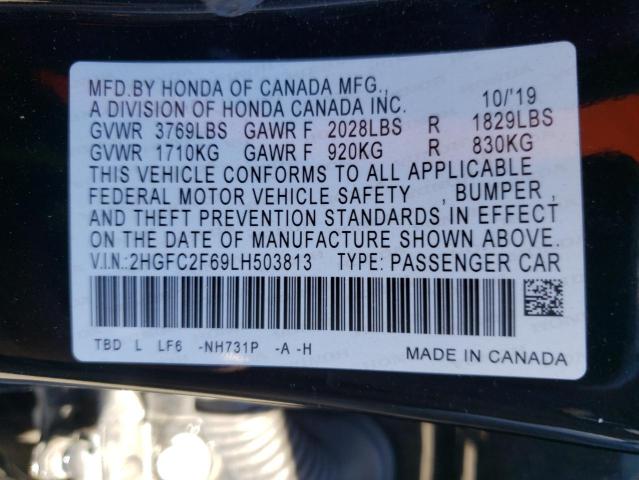 MFD.BY HONDA OF CANADA MFG.,
A DIVISION OF HONDA CANADA INC. 10/'19
GVWR 3769LBS GAWR F 2028LBS R 1829LBS
GVWR 1710KG GAWR F 920KG R 830KG
THIS VEHICLE CONFORMS TO ALL APPLICABLE
FEDERAL MOTOR VEHICLE SAFETY , BUMPER ,
AND THEFT PREVENTION STANDARDS IN EFFECT
ON THE DATE OF MANUFACTURE SHOWN ABOVE.
V.I.N.:2HGFC2F69LH503813 TYPE: PASSENGER CAR
TBD L LF6 -NH731P -A -H
MADE IN CANADA